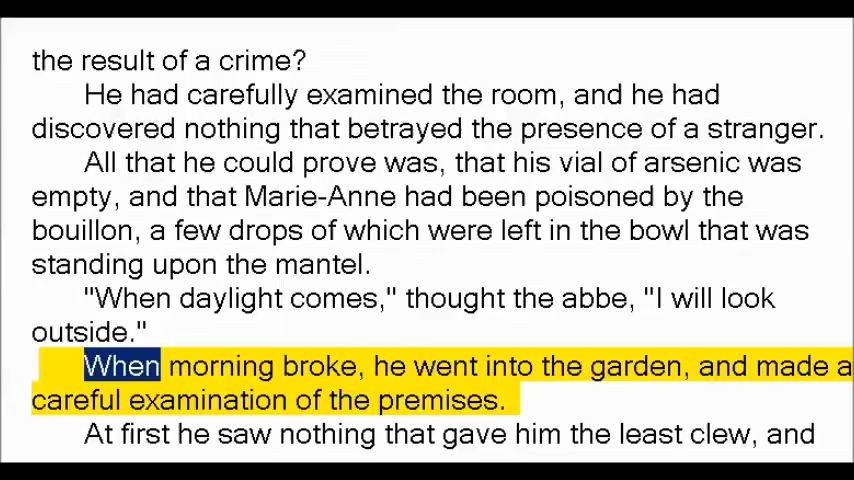 the result of a crime?
He had carefully examined the room, and he had
discovered nothing that betrayed the presence of a stranger.
All that he could prove was, that his vial of arsenic was
empty, and that Marie-Anne had been poisoned by the
bouillon, a few drops of which were left in the bowl that was
standing upon the mantel.
"When daylight comes," thought the abbe, "I will look
outside."
When morning broke, he went into the garden, and made a
careful examination of the premises.
At first he saw nothing that gave him the least clew, and